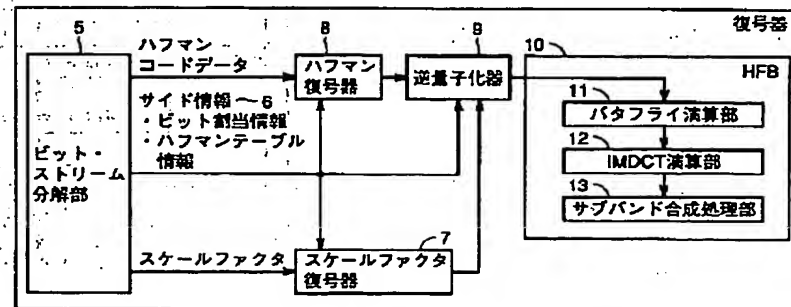 復号器
5
ビット・
ストリーム
分解部
ハフマン
コードデータ
サイド情報〜6
・ビット割当情報
・ハフマンテーブル
情報
スケールファクタ
8
ハフマン
復号器
9
逆量子化器
7
スケールファクタ
復号器
10
HFB
11
バタフライ演算部
12
IMDCT演算部
13
サブバンド合成処理部